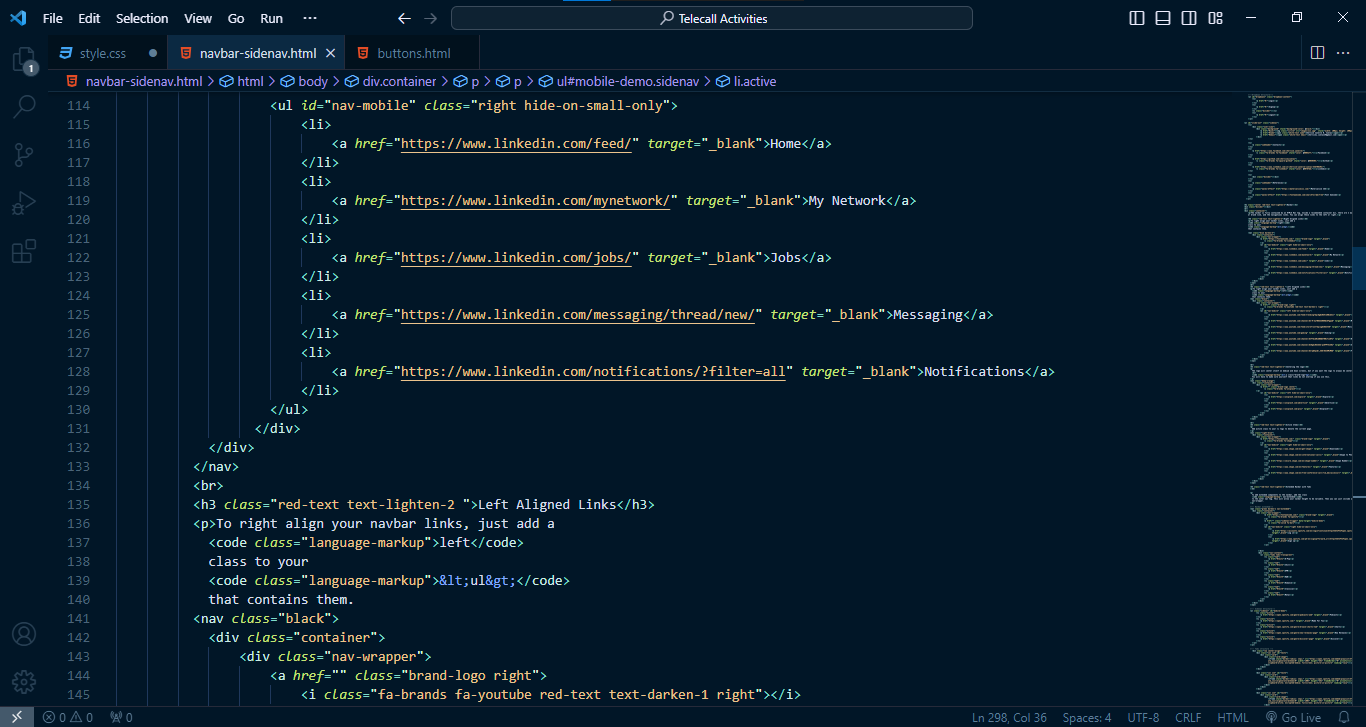 File Edit Selection View Go Run ··· Telecall Activities
style.css navbar-sidenav.html buttons.html
navbar-sidenav.html > html > body > div.container > p > p > ul#mobile-demo.sidenav > li.active
1
114 <ul id="nav-mobile" class="right hide-on-small-only">
115 <li>
116 <a href="https://www.linkedin.com/feed/" target="_blank">Home</a>
117 </li>
118 <li>
119 <a href="https://www.linkedin.com/mynetwork/" target="_blank">My Network</a>
120 </li>
121 <li>
122 <a href="https://www.linkedin.com/jobs/" target="_blank">Jobs</a>
123 </li>
124 <li>
125 <a href="https://www.linkedin.com/messaging/thread/new/" target="_blank">Messaging</a>
126 </li>
127 <li>
128 <a href="https://www.linkedin.com/notifications/?filter=all" target="_blank">Notifications</a>
129 </li>
130 </ul>
131 </div>
132 </div>
133 </nav>
134 <br>
135 <h3 class="red-text text-lighten-2 ">Left Aligned Links</h3>
136 <p>To right align your navbar links, just add a
137 <code class="language-markup">left</code>
138 class to your
139 <code class="language-markup">&lt;ul&gt;</code>
140 that contains them.
141 <nav class="black">
142 <div class="container">
143 <div class="nav-wrapper">
144 <a href="" class="brand-logo right">
145 <i class="fa-brands fa-youtube red-text text-darken-1 right"></i>
0 0 0 Ln 298, Col 36 Spaces: 4 UTF-8 CRLF HTML Go Live